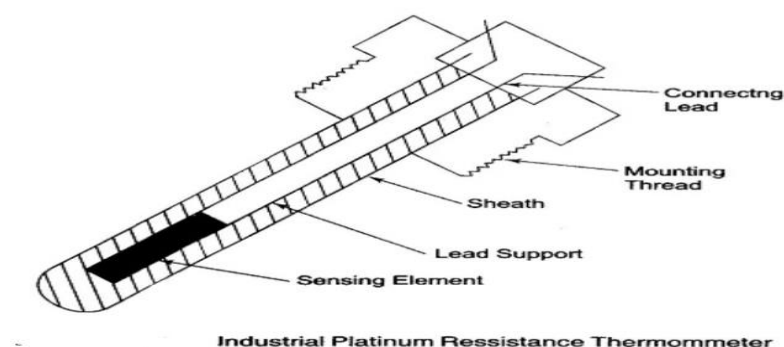 Connectng
Lead
Mounting
Thread
Sheath
Lead Support
Sensing Element
Industrial Platinum Ressistance Thermommeter